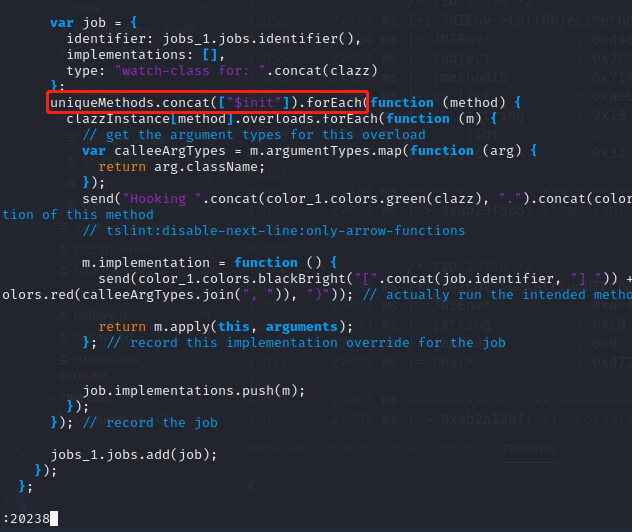 var job = {
identifier: jobs_1.jobs.identifier(),
implementations: [],
type: "watch-class for: ".concat(clazz)
};
uniqueMethods.concat(["$init"]).forEach(function (method) {
clazzInstance[method].overloads.forEach(function (m) {
// get the argument types for this overload
var calleeArgTypes = m.argumentTypes.map(function (arg) {
return arg.className;
});
send("Hooking ".concat(color_1.colors.green(clazz), ".").concat(color
tion of this method
// tslint:disable-next-line:only-arrow-functions
m.implementation = function () {
send(color_1.colors.blackBright("[".concat(job.identifier, "] ")) +
olors.red(calleeArgTypes.join(", ")), ")")); // actually run the intended metho
return m.apply(this, arguments);
}; // record this implementation override for the job
job.implementations.push(m);
});
}); // record the job
jobs_1.jobs.add(job);
});
};
:20238